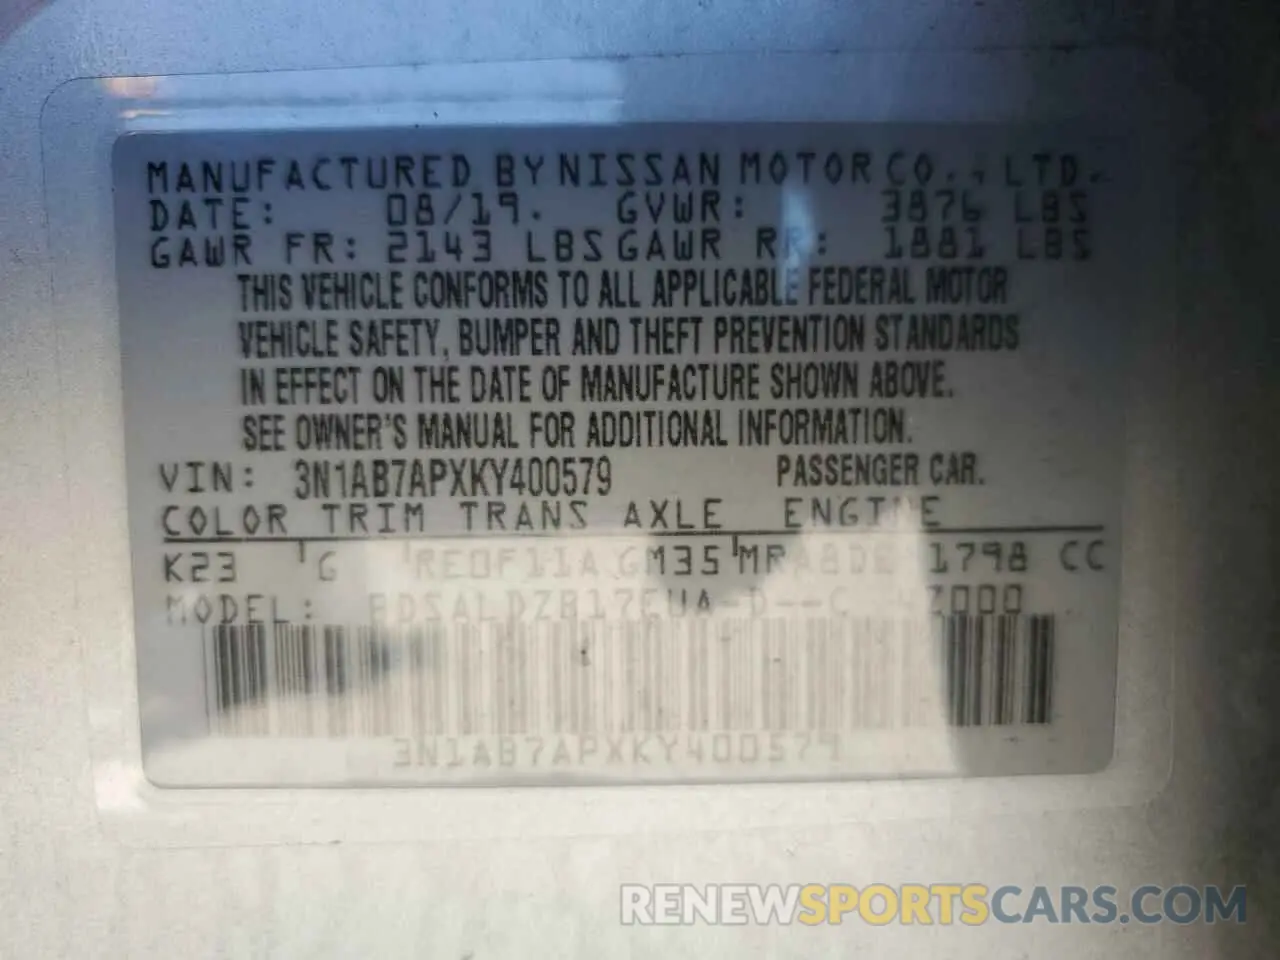 MANUFACTURED BY NISSAN MOTOR CO., LTD.
DATE: 08/19. GVWR: 3876 LBS
GAWR FR: 2143 LBS GAWR RR: 1881 LBS
THIS VEHICLE CONFORMS TO ALL APPLICABLE FEDERAL MOTOR
VEHICLE SAFETY, BUMPER AND THEFT PREVENTION STANDARDS
IN EFFECT ON THE DATE OF MANUFACTURE SHOWN ABOVE.
SEE OWNER'S MANUAL FOR ADDITIONAL INFORMATION.
VIN: 3N1AB7APXKY400579 PASSENGER CAR.
COLOR TRIM TRANS AXLE ENGINE
K23 G RE0F11A GM35 MRA8DE 1798 CC
MODEL:
3N1AB7APXKY400579
RENEWSPORTSCARS.COM